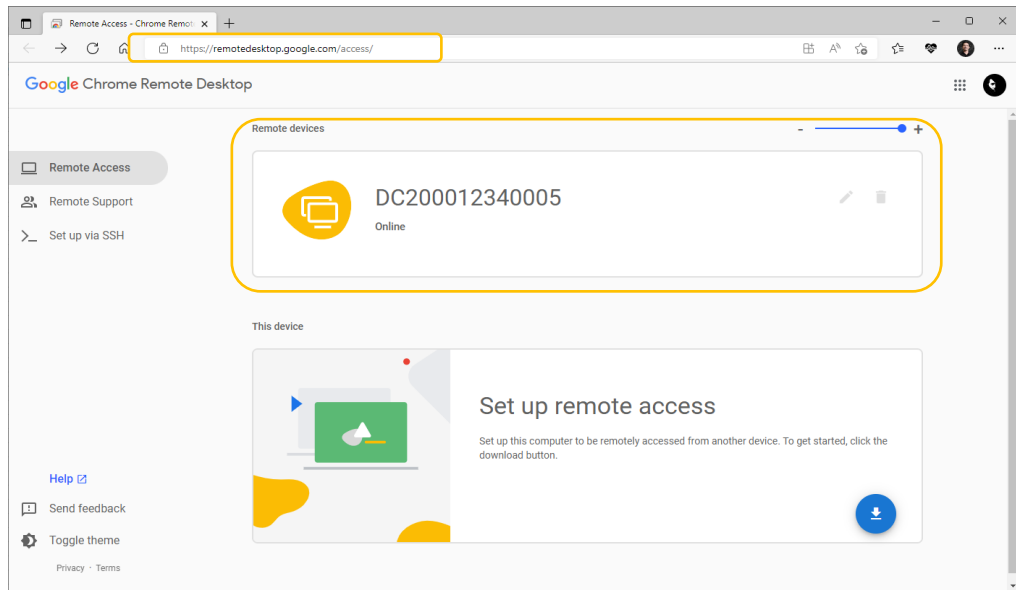 Remote Access - Chrome Remot
https://remotedesktop.google.com/access/
Google Chrome Remote Desktop
Remote devices
- +
Remote Access
Remote Support
Set up via SSH
DC200012340005
Online
This device
Set up remote access
Set up this computer to be remotely accessed from another device. To get started, click the
download button.
Help
Send feedback
Toggle theme
Privacy · Terms